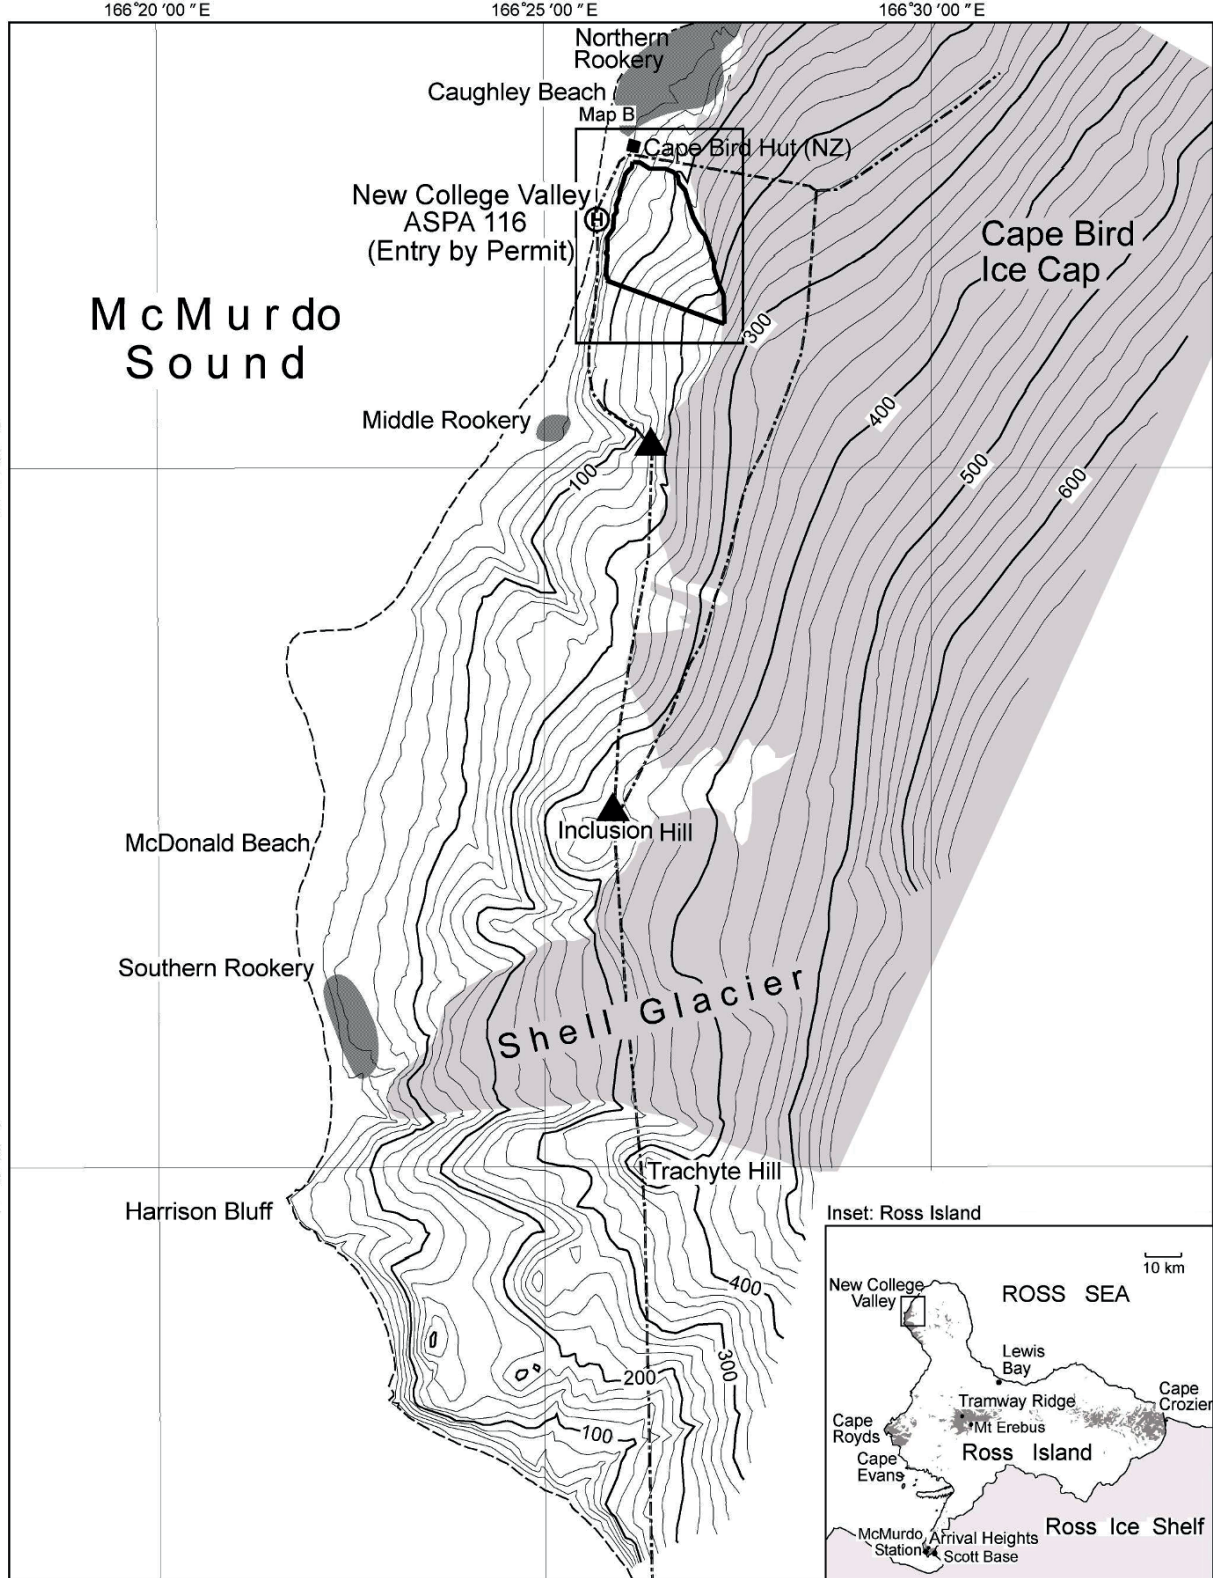 166°20'00"E
166°25'00"E
166°30'00"E
Northern
Rookery
Caughley Beach
Map B
Cape Bird Hut (NZ)
New College Valley
ASPA 116
(Entry by Permit)
H
Cape Bird
Ice Cap
McMurdo
Sound
300
400
Middle Rookery
100
500
600
Inclusion Hill
McDonald Beach
Southern Rookery
Shell Glacier
Trachyte Hill
Harrison Bluff
400
300
200
100
Inset: Ross Island
10 km
New College
Valley
ROSS SEA
Lewis
Bay
Tramway Ridge
Mt Erebus
Cape
Crozier
Cape
Royds
Ross Island
Cape
Evans
Ross Ice Shelf
McMurdo
Station
Arrival Heights
Scott Base